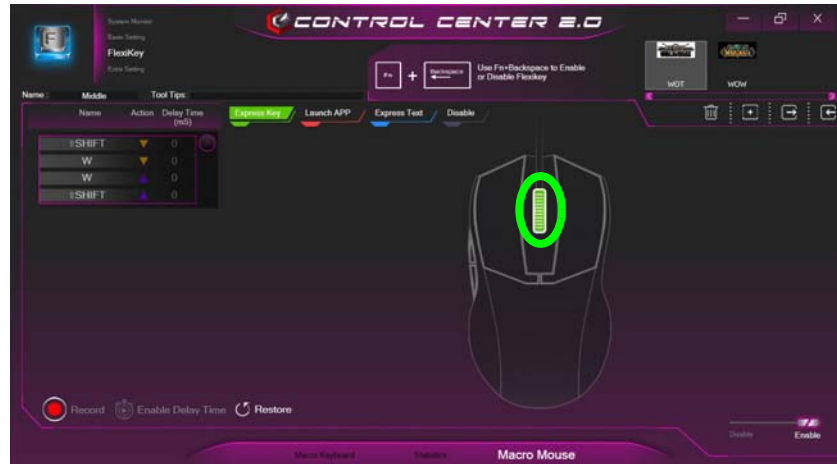 CONTROL CENTER 2.0
System Monitor
Basic Setting
FlexiKey
Extra Setting
Fn + Backspace
Use Fn+Backspace to Enable
or Disable Flexikey
WOT WOW
Name : Middle Tool Tips:
Name Action Delay Time
(mS)
Express Key Launch APP Express Text Disable
SHIFT 0
W 0
W 0
SHIFT 0
Record Enable Delay Time Restore
Disable Enable
Macro Keyboard Statistics Macro Mouse